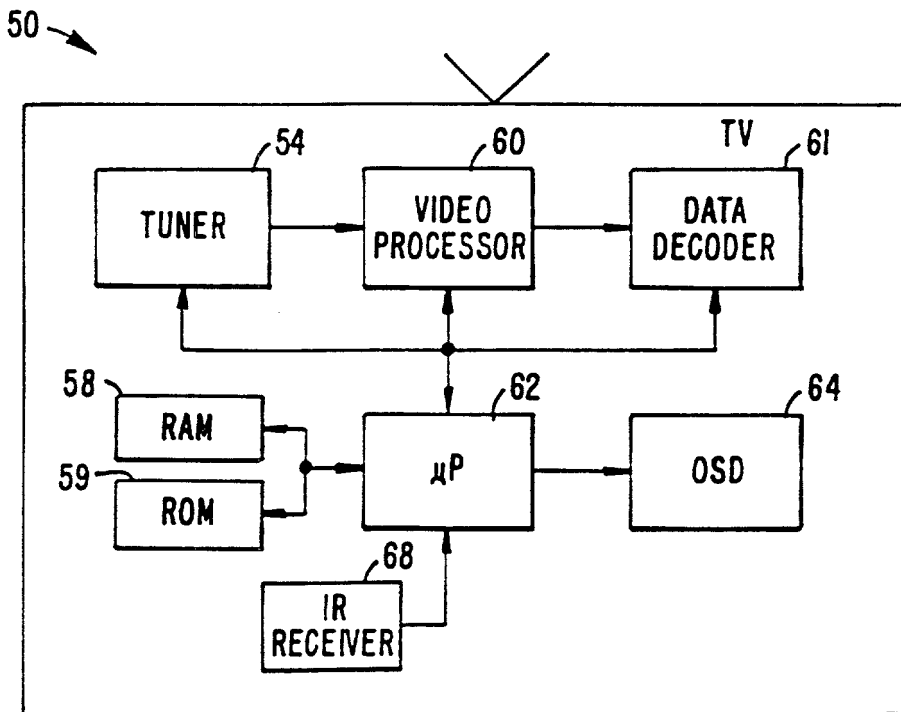 50
TV
54
60
61
TUNER
VIDEO
PROCESSOR
DATA
DECODER
58
62
64
RAM
μP
OSD
59
ROM
68
IR
RECEIVER